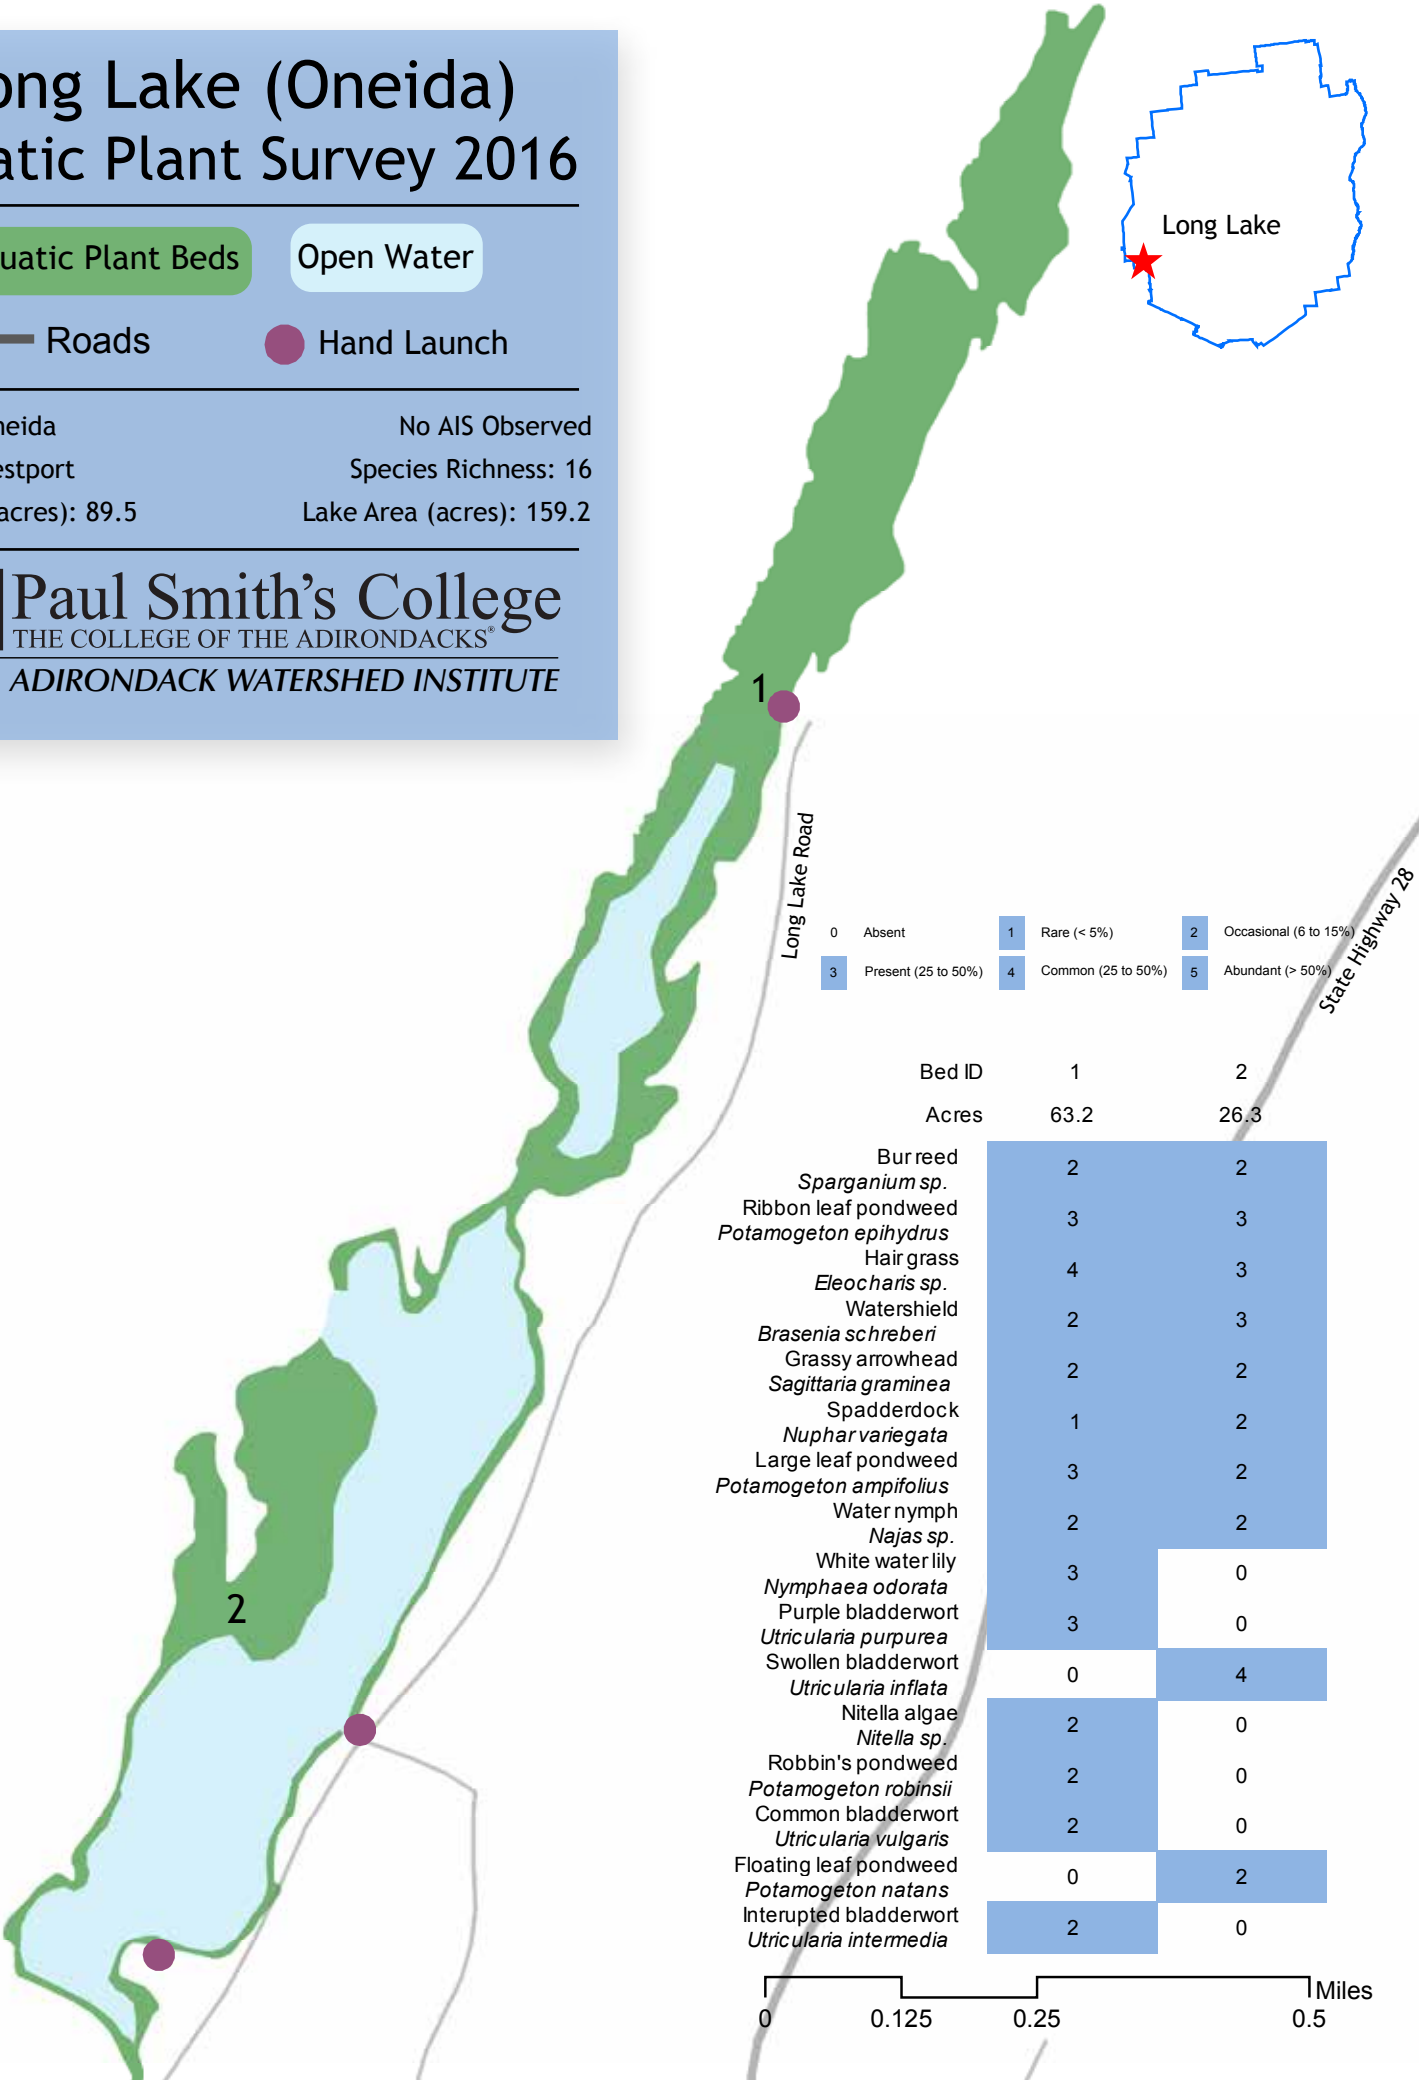 ong Lake (Oneida)
atic Plant Survey 2016
uatic Plant Beds
Open Water
Roads
Hand Launch
neida
No AIS Observed
estport
Species Richness: 16
acres): 89.5
Lake Area (acres): 159.2
Paul Smith's College
THE COLLEGE OF THE ADIRONDACKS®
ADIRONDACK WATERSHED INSTITUTE
Long Lake
1
Long Lake Road
State Highway 28
0 Absent
1 Rare (< 5%)
2 Occasional (6 to 15%)
3 Present (25 to 50%)
4 Common (25 to 50%)
5 Abundant (> 50%)
Bed ID 1 2
Acres 63.2 26.3
Bur reed
Sparganium sp. 2 2
Ribbon leaf pondweed
Potamogeton epihydrus 3 3
Hair grass
Eleocharis sp. 4 3
Watershield
Brasenia schreberi 2 3
Grassy arrowhead
Sagittaria graminea 2 2
Spadderdock
Nuphar variegata 1 2
Large leaf pondweed
Potamogeton ampifolius 3 2
Water nymph
Najas sp. 2 2
White water lily
Nymphaea odorata 3 0
Purple bladderwort
Utricularia purpurea 3 0
Swollen bladderwort
Utricularia inflata 0 4
Nitella algae
Nitella sp. 2 0
Robbin's pondweed
Potamogeton robinsii 2 0
Common bladderwort
Utricularia vulgaris 2 0
Floating leaf pondweed
Potamogeton natans 0 2
Interupted bladderwort
Utricularia intermedia 2 0
2
Miles
0 0.125 0.25 0.5